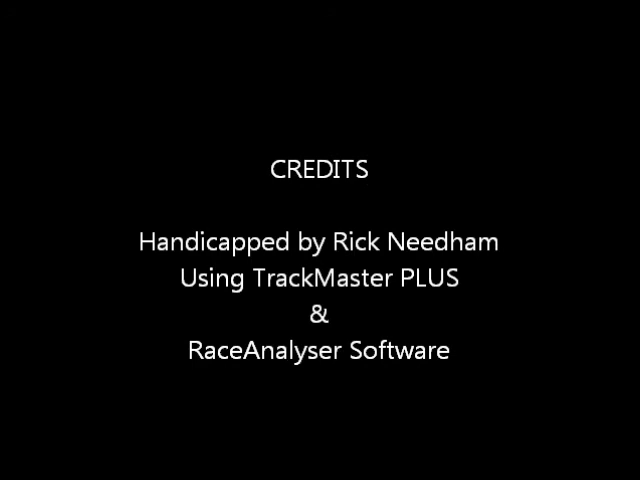 CREDITS
Handicapped by Rick Needham
Using TrackMaster PLUS
&
RaceAnalyser Software